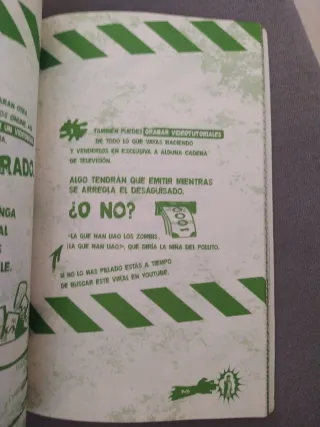 TAMBIÉN PUEDES GRABAR VIDEOTUTORIALES
DE TODO LO QUE VAYAS HACIENDO
Y VENDERLOS EN EXCLUSIVA A ALGUNA CADENA
DE TELEVISIÓN.
ALGO TENDRÁN QUE EMITIR MIENTRAS
SE ARREGLA EL DESAGUISADO.
¿O NO?
«LA QUE HAN LIAO LOS ZOMBIS,
¡LA QUE HAN LIAO!», QUE DIRÍA LA NIÑA DEL POLLITO.
SI NO LO HAS PILLADO ESTÁS A TIEMPO
DE BUSCAR ESTE VIRAL EN YOUTUBE.